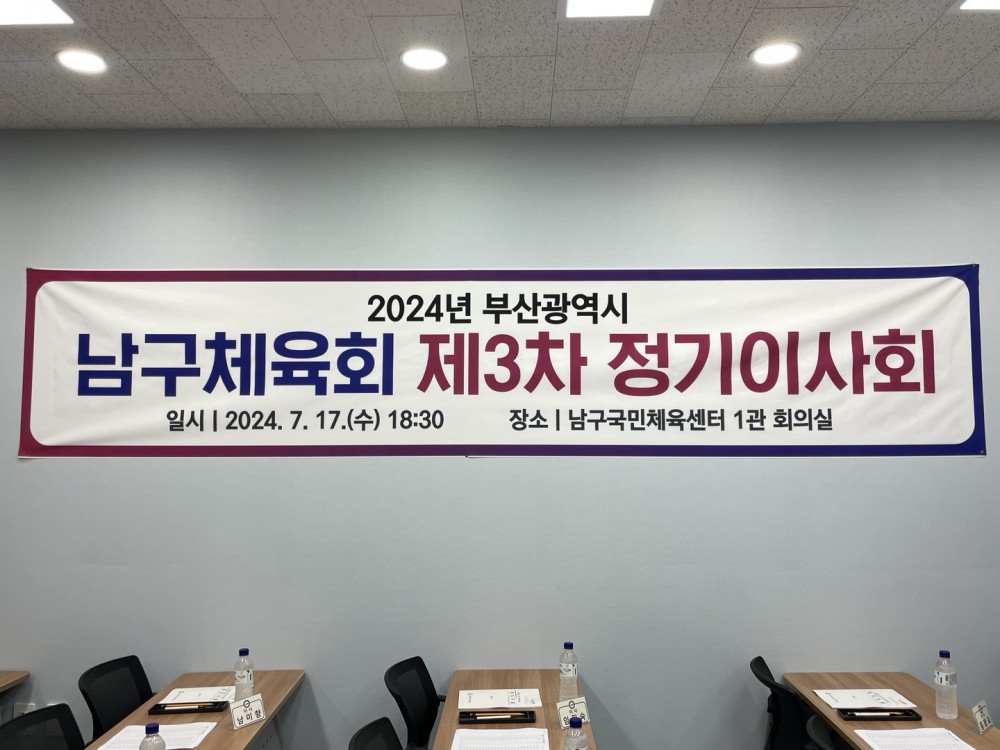 2024년 부산광역시
남구체육회 제3차 정기이사회
일시 | 2024. 7. 17.(수) 18:30 장소 | 남구국민체육센터 1관 회의실